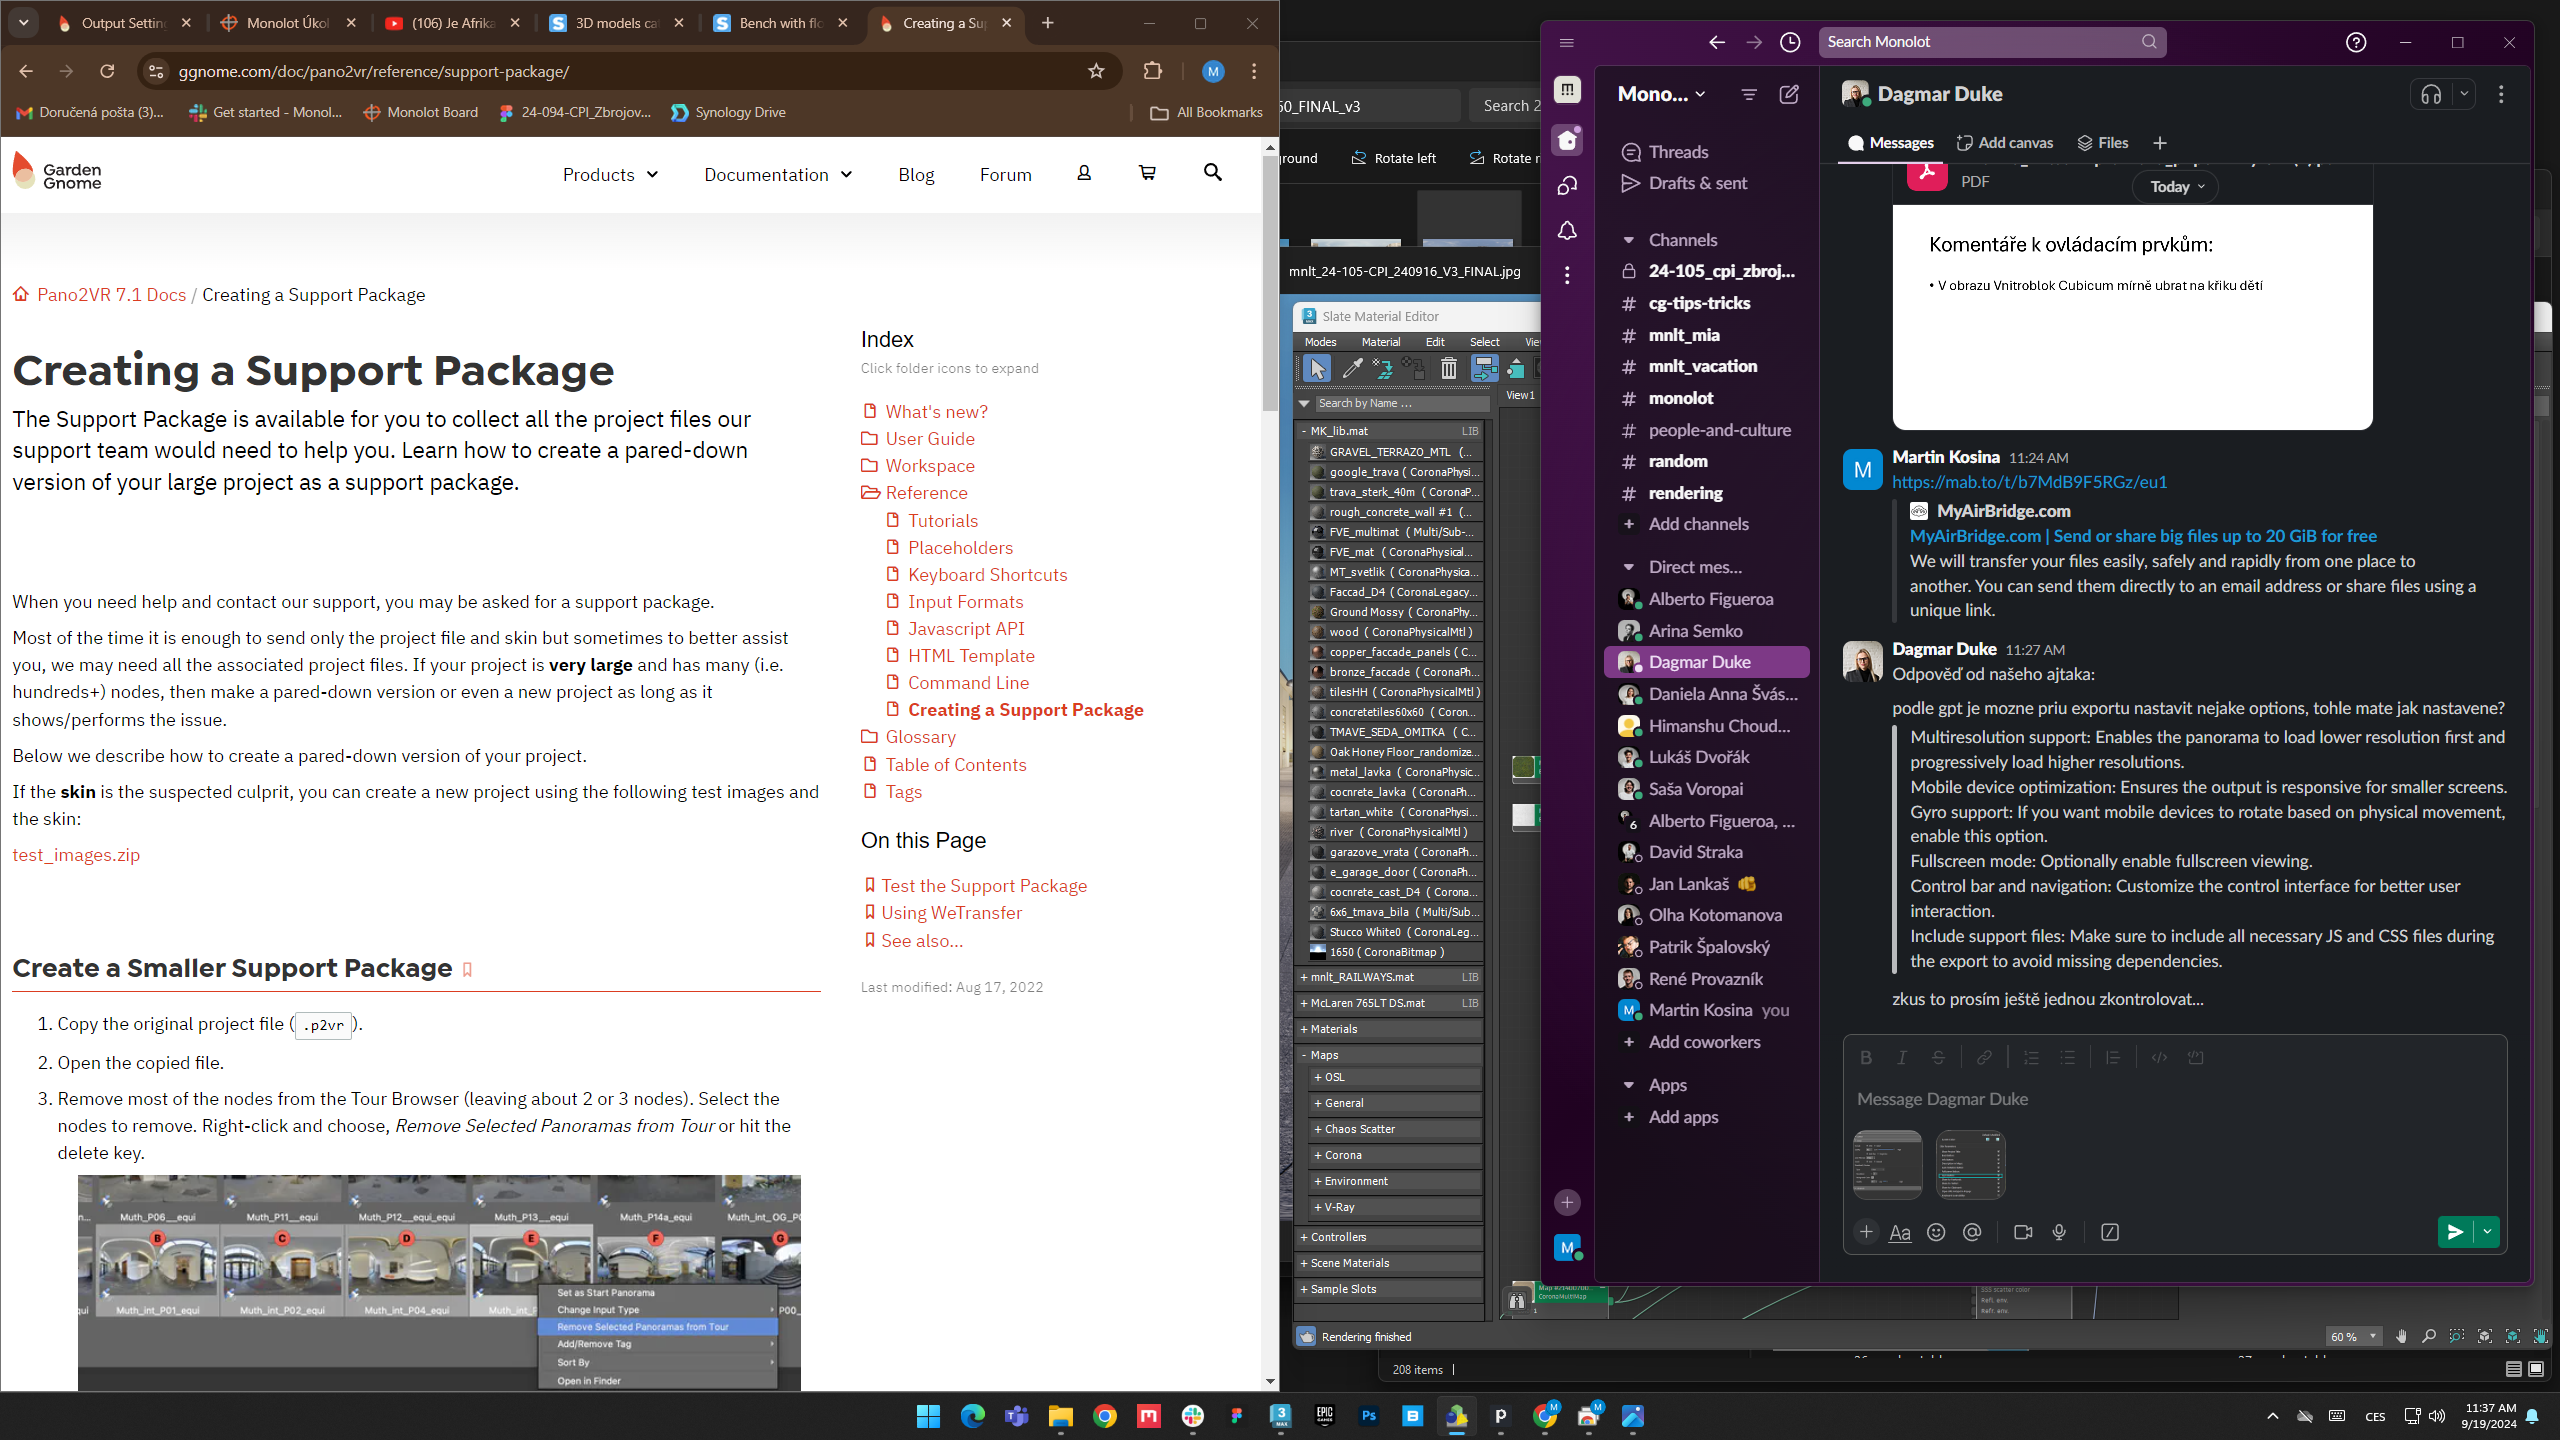 Output Settin
Monolot Úkol
(106) Je Afrika
3D models ca
Bench with flo
Creating a Sup
ggnome.com/doc/pano2vr/reference/support-package/
M
Doručená pošta (3)...
Get started - Monol...
Monolot Board
24-094-CPI_Zbrojov...
Synology Drive
All Bookmarks
Garden
Gnome
Products
Documentation
Blog
Forum
Pano2VR 7.1 Docs / Creating a Support Package
Creating a Support Package
The Support Package is available for you to collect all the project files our
support team would need to help you. Learn how to create a pared-down
version of your large project as a support package.
When you need help and contact our support, you may be asked for a support package.
Most of the time it is enough to send only the project file and skin but sometimes to better assist
you, we may need all the associated project files. If your project is very large and has many (i.e.
hundreds+) nodes, then make a pared-down version or even a new project as long as it
shows/performs the issue.
Below we describe how to create a pared-down version of your project.
If the skin is the suspected culprit, you can create a new project using the following test images and
the skin:
test_images.zip
Create a Smaller Support Package
1. Copy the original project file ( .p2vr ).
2. Open the copied file.
3. Remove most of the nodes from the Tour Browser (leaving about 2 or 3 nodes). Select the
nodes to remove. Right-click and choose, Remove Selected Panoramas from Tour or hit the
delete key.
Muth_P06__equi
Muth_P11__equi
Muth_P12__equi_equi
Muth_P13__equi
Muth_P14a_equi
Muth_int_OG_P0
B
C
D
E
F
G
Muth_int_P01_equi
Muth_int_P02_equi
Muth_int_P04_equi
Muth_int_P
Set as Start Panorama
Change Input Type
Remove Selected Panoramas from Tour
Add/Remove Tag
Sort By
Open in Finder
Index
Click folder icons to expand
What's new?
User Guide
Workspace
Reference
Tutorials
Placeholders
Keyboard Shortcuts
Input Formats
Javascript API
HTML Template
Command Line
Creating a Support Package
Glossary
Table of Contents
Tags
On this Page
Test the Support Package
Using WeTransfer
See also...
Last modified: Aug 17, 2022
60_FINAL_v3
Search 2
round
Rotate left
Rotate r
mnlt_24-105-CPI_240916_V3_FINAL.jpg
Slate Material Editor
Modes
Material
Edit
Select
View
View1
Search by Name ...
- MK_lib.mat LIB
GRAVEL_TERRAZO_MTL (...
google_trava ( CoronaPhysi...
trava_sterk_40m ( CoronaP...
rough_concrete_wall #1 (...
FVE_multimat ( Multi/Sub-...
FVE_mat ( CoronaPhysical...
MT_svetlik ( CoronaPhysica...
Faccad_D4 ( CoronaLegacy...
Ground Mossy ( CoronaPhy...
wood ( CoronaPhysicalMtl )
copper_faccade_panels ( C...
bronze_faccade ( CoronaPh...
tilesHH ( CoronaPhysicalMtl )
concretetiles60x60 ( Coron...
TMAVE_SEDA_OMITKA ( C...
Oak Honey Floor_randomize...
metal_lavka ( CoronaPhysic...
cocnrete_lavka ( CoronaPh...
tartan_white ( CoronaPhysi...
river ( CoronaPhysicalMtl )
garazove_vrata ( CoronaPh...
e_garage_door ( CoronaPh...
cocnrete_cast_D4 ( Corona...
6x6_tmava_bila ( Multi/Sub...
Stucco White0 ( CoronaLeg...
1650 ( CoronaBitmap )
+ mnlt_RAILWAYS.mat LIB
+ McLaren 765LT DS.mat LIB
+ Materials
- Maps
+ OSL
+ General
+ Chaos Scatter
+ Corona
+ Environment
+ V-Ray
+ Controllers
+ Scene Materials
+ Sample Slots
Rendering finished
CoronaMultiMap
SSS scatter color
Refl. env.
Refr. env.
60 %
208 items
Search Monolot
Mono...
Threads
Drafts & sent
Channels
24-105_cpi_zbroj...
# cg-tips-tricks
# mnlt_mia
# mnlt_vacation
# monolot
# people-and-culture
# random
# rendering
+ Add channels
Direct mes...
Alberto Figueroa
Arina Semko
Dagmar Duke
Daniela Anna Švás...
Himanshu Choud...
Lukáš Dvořák
Saša Voropai
6 Alberto Figueroa, ...
David Straka
Jan Lankaš
Olha Kotomanova
Patrik Špalovský
René Provazník
M Martin Kosina you
+ Add coworkers
Apps
+ Add apps
M
Dagmar Duke
Messages
Add canvas
Files
PDF
Today
Komentáře k ovládacím prvkům:
• V obrazu Vnitroblok Cubicum mírně ubrat na křiku dětí
M
Martin Kosina 11:24 AM
https://mab.to/t/b7MdB9F5RGz/eu1
MyAirBridge.com
MyAirBridge.com | Send or share big files up to 20 GiB for free
We will transfer your files easily, safely and rapidly from one place to
another. You can send them directly to an email address or share files using a
unique link.
Dagmar Duke 11:27 AM
Odpověď od našeho ajtaka:
podle gpt je mozne priu exportu nastavit nejake options, tohle mate jak nastavene?
Multiresolution support: Enables the panorama to load lower resolution first and
progressively load higher resolutions.
Mobile device optimization: Ensures the output is responsive for smaller screens.
Gyro support: If you want mobile devices to rotate based on physical movement,
enable this option.
Fullscreen mode: Optionally enable fullscreen viewing.
Control bar and navigation: Customize the control interface for better user
interaction.
Include support files: Make sure to include all necessary JS and CSS files during
the export to avoid missing dependencies.
zkus to prosím ještě jednou zkontrolovat...
Message Dagmar Duke
Aa
CES
11:37 AM
9/19/2024